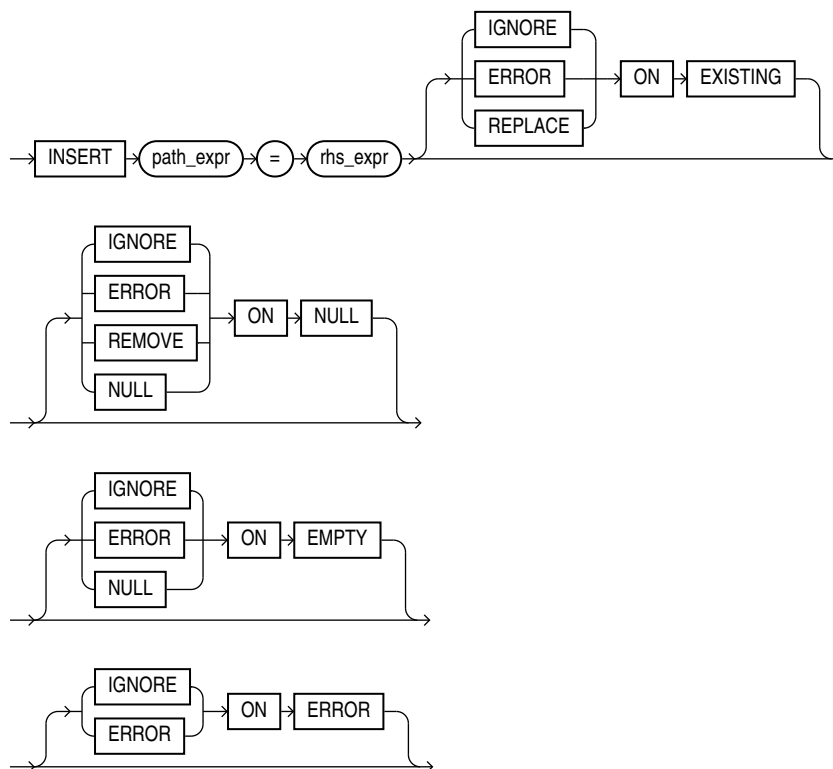 IGNORE
ERROR ON EXISTING
REPLACE
INSERT path_expr = rhs_expr
IGNORE
ERROR
ON NULL
REMOVE
NULL
IGNORE
ERROR ON EMPTY
NULL
IGNORE
ON ERROR
ERROR